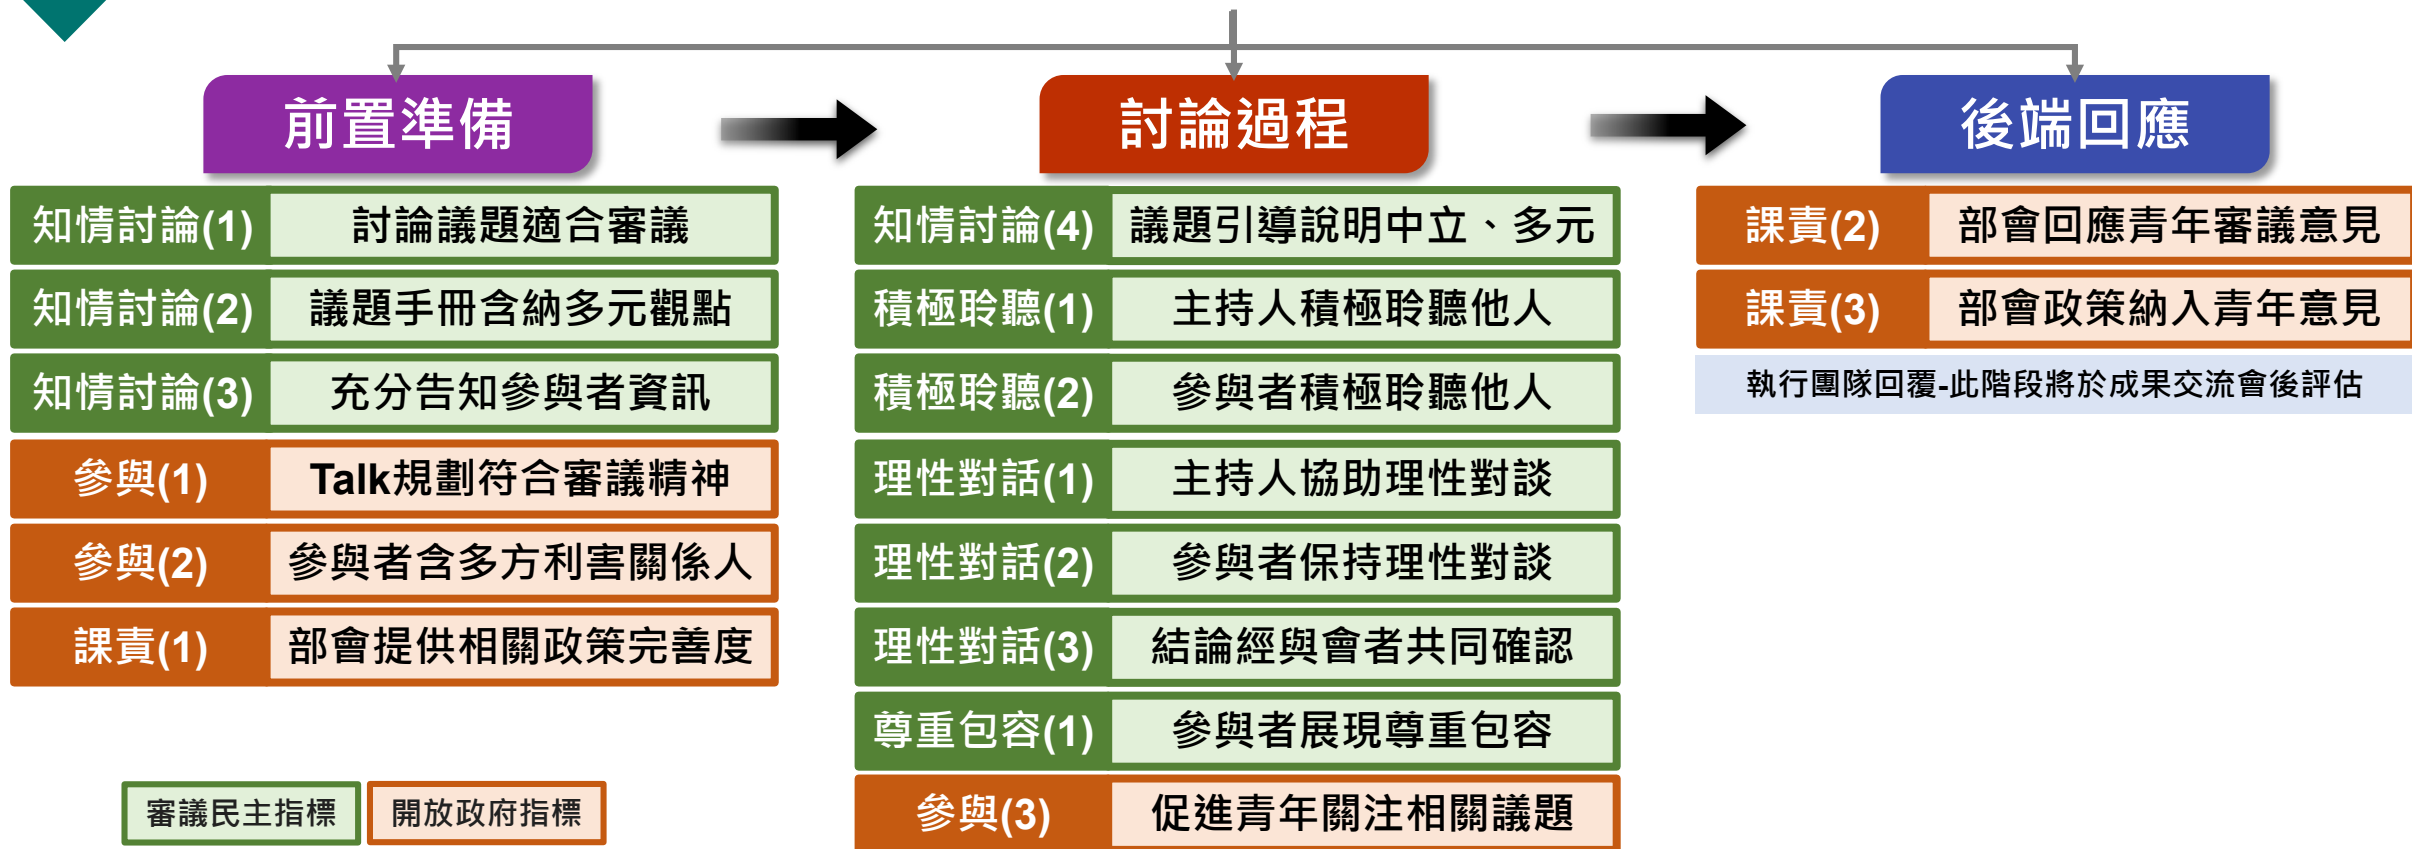 前置準備
知情討論(1) 討論議題適合審議
知情討論(2) 議題手冊含納多元觀點
知情討論(3) 充分告知參與者資訊
參與(1) Talk規劃符合審議精神
參與(2) 參與者含多方利害關係人
課責(1) 部會提供相關政策完善度
審議民主指標 開放政府指標
討論過程
知情討論(4) 議題引導說明中立、多元
積極聆聽(1) 主持人積極聆聽他人
積極聆聽(2) 參與者積極聆聽他人
理性對話(1) 主持人協助理性對談
理性對話(2) 參與者保持理性對談
理性對話(3) 結論經與會者共同確認
尊重包容(1) 參與者展現尊重包容
參與(3) 促進青年關注相關議題
後端回應
課責(2) 部會回應青年審議意見
課責(3) 部會政策納入青年意見
執行團隊回覆-此階段將於成果交流會後評估